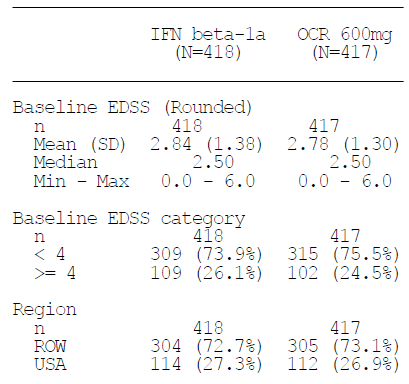 IFN beta-1a OCR 600mg
(N=418) (N=417)
Baseline EDSS (Rounded)
n 418 417
Mean (SD) 2.84 (1.38) 2.78 (1.30)
Median 2.50 2.50
Min - Max 0.0 - 6.0 0.0 - 6.0
Baseline EDSS category
n 418 417
< 4 309 (73.9%) 315 (75.5%)
>= 4 109 (26.1%) 102 (24.5%)
Region
n 418 417
ROW 304 (72.7%) 305 (73.1%)
USA 114 (27.3%) 112 (26.9%)